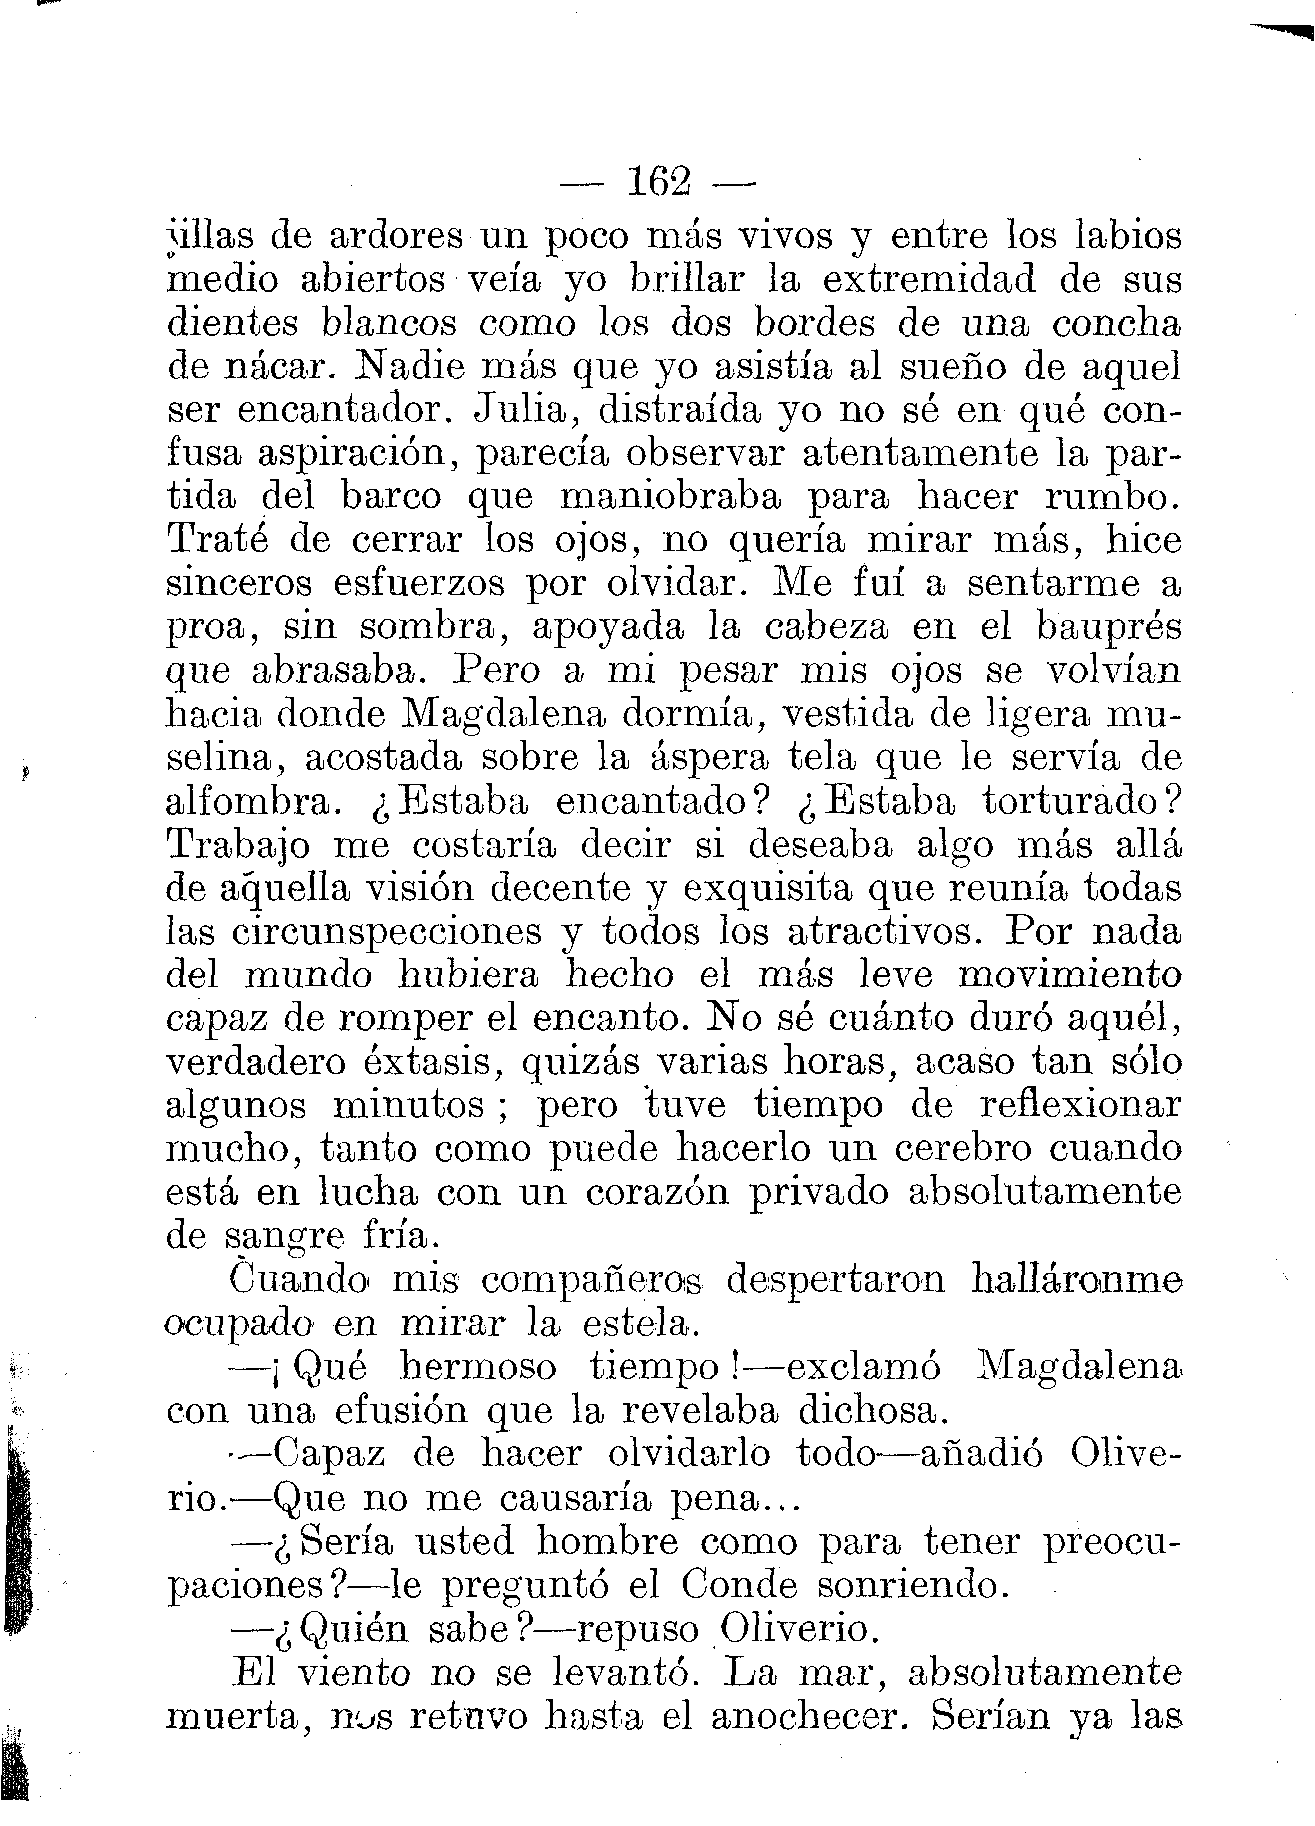 — 162 —
jillas de ardores un poco más vivos y entre los labios
medio abiertos veía yo brillar la extremidad de sus
dientes blancos como los dos bordes de una concha
de nácar. Nadie más que yo asistía al sueño de aquel
ser encantador. Julia, distraída yo no sé en qué con-
fusa aspiración, parecía observar atentamente la par-
tida del barco que maniobraba para hacer rumbo.
Traté de cerrar los ojos, no quería mirar más, hice
sinceros esfuerzos por olvidar. Me fuí a sentarme a
proa, sin sombra, apoyada la cabeza en el bauprés
que abrasaba. Pero a mi pesar mis ojos se volvían
hacia donde Magdalena dormía, vestida de ligera mu-
selina, acostada sobre la áspera tela que le servía de
alfombra. ¿Estaba encantado? ¿Estaba torturado?
Trabajo me costaría decir si deseaba algo más allá
de aquella visión decente y exquisita que reunía todas
las circunspecciones y todos los atractivos. Por nada
del mundo hubiera hecho el más leve movimiento
capaz de romper el encanto. No sé cuánto duró aquél,
verdadero éxtasis, quizás varias horas, acaso tan sólo
algunos minutos ; pero tuve tiempo de reflexionar
mucho, tanto como puede hacerlo un cerebro cuando
está en lucha con un corazón privado absolutamente
de sangre fría.
Cuando mis compañeros despertaron halláronme
ocupado en mirar la estela.
—¡Qué hermoso tiempo!—exclamó Magdalena
con una efusión que la revelaba dichosa.
—Capaz de hacer olvidarlo todo—añadió Olive-
rio.—Que no me causaría pena...
—¿Sería usted hombre como para tener preocu-
paciones?—le preguntó el Conde sonriendo.
—¿Quién sabe?—repuso Oliverio.
El viento no se levantó. La mar, absolutamente
muerta, nos retuvo hasta el anochecer. Serían ya las